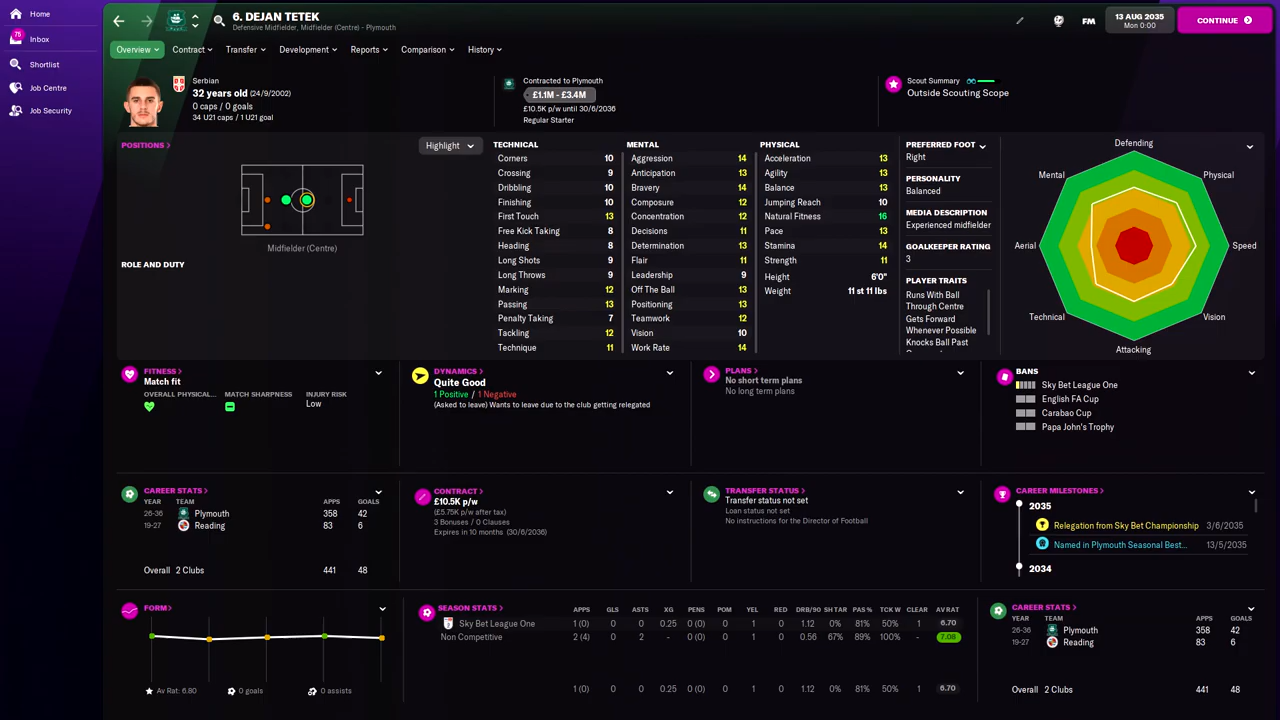 Home
75
Inbox
Shortlist
Job Centre
Job Security
6. DEJAN TETEK
Defensive Midfielder, Midfielder (Centre) - Plymouth
FM
13 AUG 2035
Mon 0:00
CONTINUE
Overview
Contract
Transfer
Development
Reports
Comparison
History
Serbian
32 years old (24/9/2002)
0 caps / 0 goals
34 U21 caps / 1 U21 goal
Contracted to Plymouth
£1.1M - £3.4M
£10.5K p/w until 30/6/2036
Regular Starter
Scout Summary
Outside Scouting Scope
POSITIONS
Highlight
Midfielder (Centre)
ROLE AND DUTY
TECHNICAL
Corners 10
Crossing 9
Dribbling 10
Finishing 10
First Touch 13
Free Kick Taking 8
Heading 8
Long Shots 9
Long Throws 9
Marking 12
Passing 13
Penalty Taking 7
Tackling 12
Technique 11
MENTAL
Aggression 14
Anticipation 13
Bravery 14
Composure 12
Concentration 12
Decisions 11
Determination 13
Flair 11
Leadership 9
Off The Ball 13
Positioning 13
Teamwork 12
Vision 10
Work Rate 14
PHYSICAL
Acceleration 13
Agility 13
Balance 13
Jumping Reach 10
Natural Fitness 16
Pace 13
Stamina 14
Strength 11
Height 6'0"
Weight 11 st 11 lbs
PREFERRED FOOT
Right
PERSONALITY
Balanced
MEDIA DESCRIPTION
Experienced midfielder
GOALKEEPER RATING
3
PLAYER TRAITS
Runs With Ball
Through Centre
Gets Forward
Whenever Possible
Knocks Ball Past
Defending
Physical
Speed
Vision
Attacking
Technical
Aerial
Mental
FITNESS
Match fit
OVERALL PHYSICAL... MATCH SHARPNESS INJURY RISK
Low
DYNAMICS
Quite Good
1 Positive / 1 Negative
(Asked to leave) Wants to leave due to the club getting relegated
PLANS
No short term plans
No long term plans
BANS
Sky Bet League One
English FA Cup
Carabao Cup
Papa John's Trophy
CAREER STATS
YEAR TEAM APPS GOALS
26-36 Plymouth 358 42
19-27 Reading 83 6
Overall 2 Clubs 441 48
CONTRACT
£10.5K p/w
(£5.75K p/w after tax)
3 Bonuses / 0 Clauses
Expires in 10 months (30/6/2036)
TRANSFER STATUS
Transfer status not set
Loan status not set
No instructions for the Director of Football
CAREER MILESTONES
2035
Relegation from Sky Bet Championship 3/6/2035
Named in Plymouth Seasonal Best... 13/5/2035
2034
FORM
Av Rat: 6.80
0 goals
0 assists
SEASON STATS APPS GLS ASTS XG PENS POM YEL RED DRB/90 SH TAR PAS % TCK W CLEAR AV RAT
Sky Bet League One 1 (0) 0 0 0.25 0 (0) 0 1 0 1.12 0% 81% 50% 1 6.70
Non Competitive 2 (4) 0 2 - 0 (0) 0 1 0 0.56 67% 89% 100% - 7.08
1 (0) 0 0 0.25 0 (0) 0 1 0 1.12 0% 81% 50% 1 6.70
CAREER STATS
YEAR TEAM APPS GOALS
26-36 Plymouth 358 42
19-27 Reading 83 6
Overall 2 Clubs 441 48